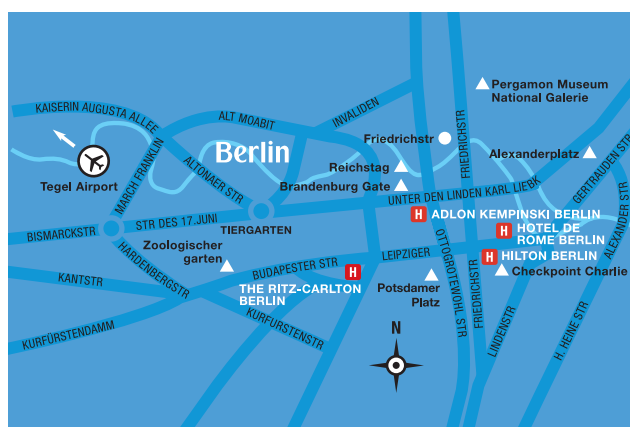 Pergamon Museum
National Galerie
KAISERIN AUGUSTA ALLEE
ALT MOABIT
INVALIDEN
Friedrichstr
FRIEDRICHSTR
Berlin
Alexanderplatz
Tegel Airport
MARCH FRANKLIN
ALTONAER STR
Reichstag
Brandenburg Gate
UNTER DEN LINDEN KARL LIEBK
GERTRAUDEN STR
ALEXANDER STR
BISMARCKSTR
STR DES 17.JUNI
TIERGARTEN
H ADLON KEMPINSKI BERLIN
H HOTEL DE
ROME BERLIN
Zoologischer
garten
HARDENBERGSTR
LEIPZIGER
OTTOGROTEWOHL STR
H HILTON BERLIN
Checkpoint Charlie
KANTSTR
BUDAPESTER STR
H
THE RITZ-CARLTON
BERLIN
Potsdamer
Platz
FRIEDRICHSTR
LINDENSTR
H. HEINE STR
KURFÜRSTENDAMM
KURFURSTENSTR
N